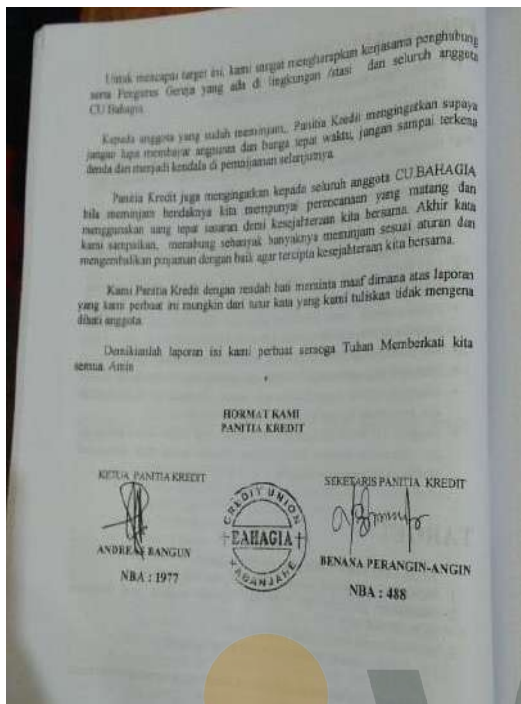 Untuk mencapai target ini, kami sangat mengharapkan kerjasama penghubung
serta Pengurus Gereja yang ada di lingkungan /stasi dan seluruh anggota
CU Bahagia.
Kepada anggota yang sudah meminjam, Panitia Kredit mengingatkan supaya
jangan lupa membayar angsuran dan bunga tepat waktu, jangan sampai terkena
denda dan menjadi kendala di peminjaman selanjutnya.
Panitia Kredit juga mengingatkan kepada seluruh anggota CU.BAHAGIA
bila meminjam hendaknya kita mempunyai perencanaan yang matang dan
menggunakan uang tepat sasaran demi kesejahteraan kita bersama. Akhir kata
kami sampaikan, menabung sebanyak banyaknya meminjam sesuai aturan dan
mengembalikan pinjaman dengan baik agar tercipta kesejahteraan kita bersama.
Kami Panitia Kredit dengan rendah hati meminta maaf dimana atas laporan
yang kami perbuat ini mungkin dari tutur kata yang kami tuliskan tidak mengena
dihati anggota.
Demikianlah laporan ini kami perbuat semoga Tuhan Memberkati kita
semua. Amin
HORMAT KAMI
PANITIA KREDIT
KETUA PANITIA KREDIT
SEKETARIS PANITIA KREDIT
CREDIT UNION
BAHAGIA
KABANJAHE
ANDREAS BANGUN
BENANA PERANGIN-ANGIN
NBA : 1977
NBA : 488